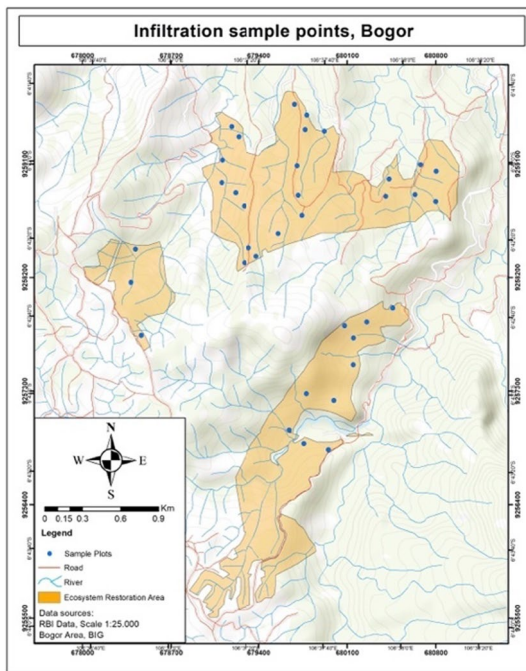 Infiltration sample points, Bogor
678000 678700 679400 680100 680800
9259100
9258200
9257300
9256400
9255500
N
W E
S
0 0.15 0.3 0.6 0.9 Km
Legend
Sample Plots
Road
River
Ecosystem Restoration Area
Data sources:
RBI Data, Scale 1:25.000
Bogor Area, BIG
678000 678700 679400 680100 680800